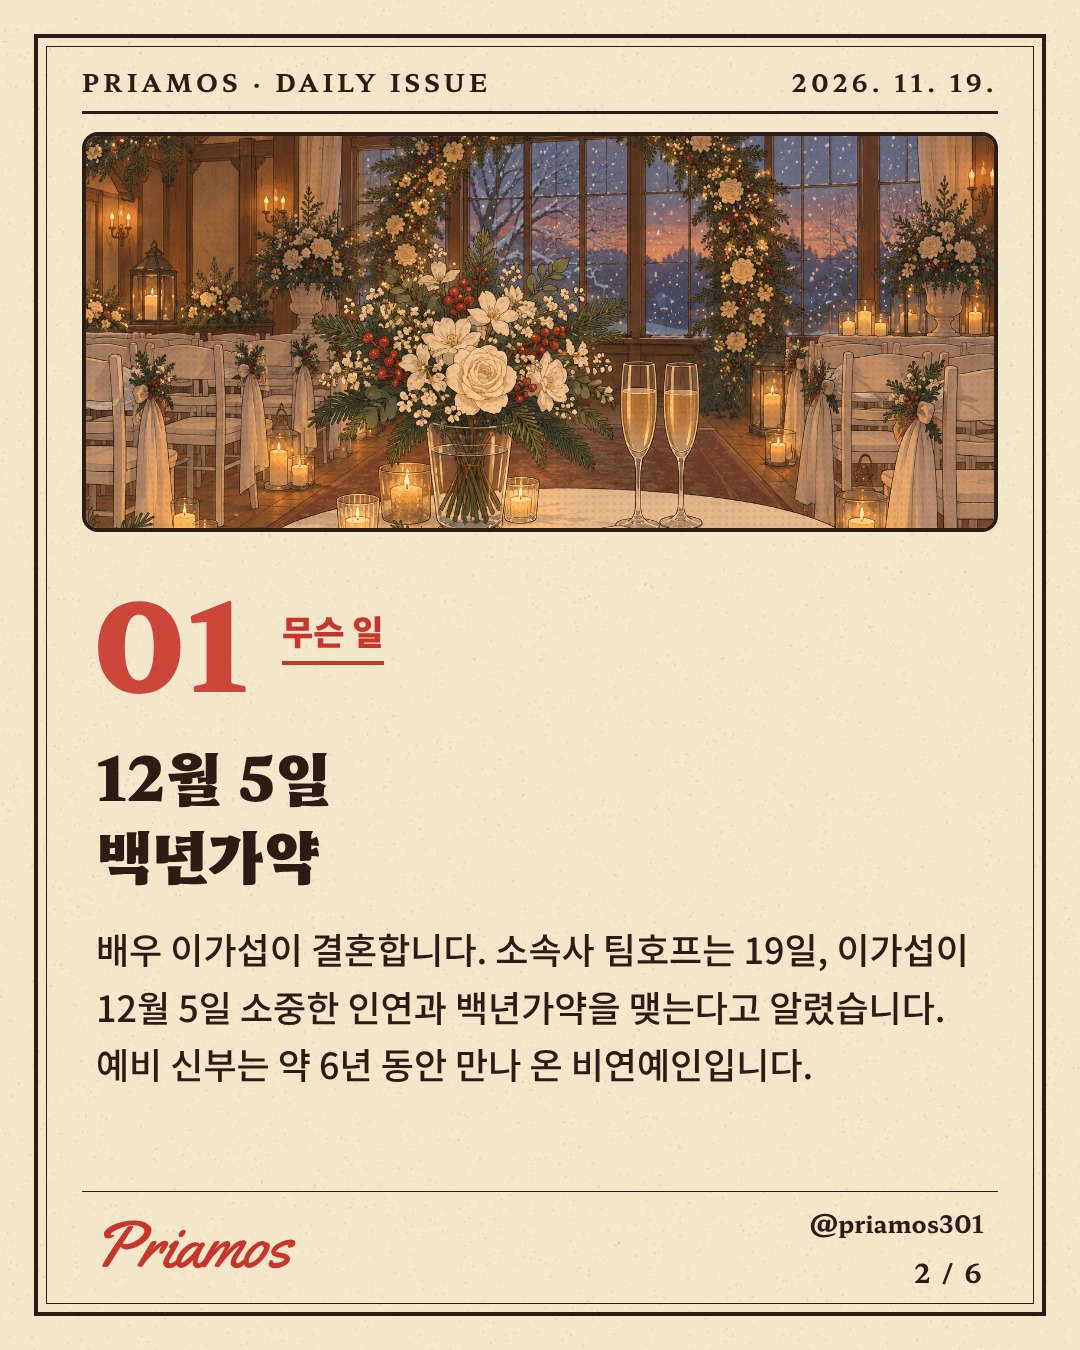 PRIAMOS · DAILY ISSUE
2026. 11. 19.
01
무슨 일
12월 5일
백년가약
배우 이가섭이 결혼합니다. 소속사 팀호프는 19일, 이가섭이
12월 5일 소중한 인연과 백년가약을 맺는다고 알렸습니다.
예비 신부는 약 6년 동안 만나 온 비연예인입니다.
Priamos
@priamos301
2 / 6